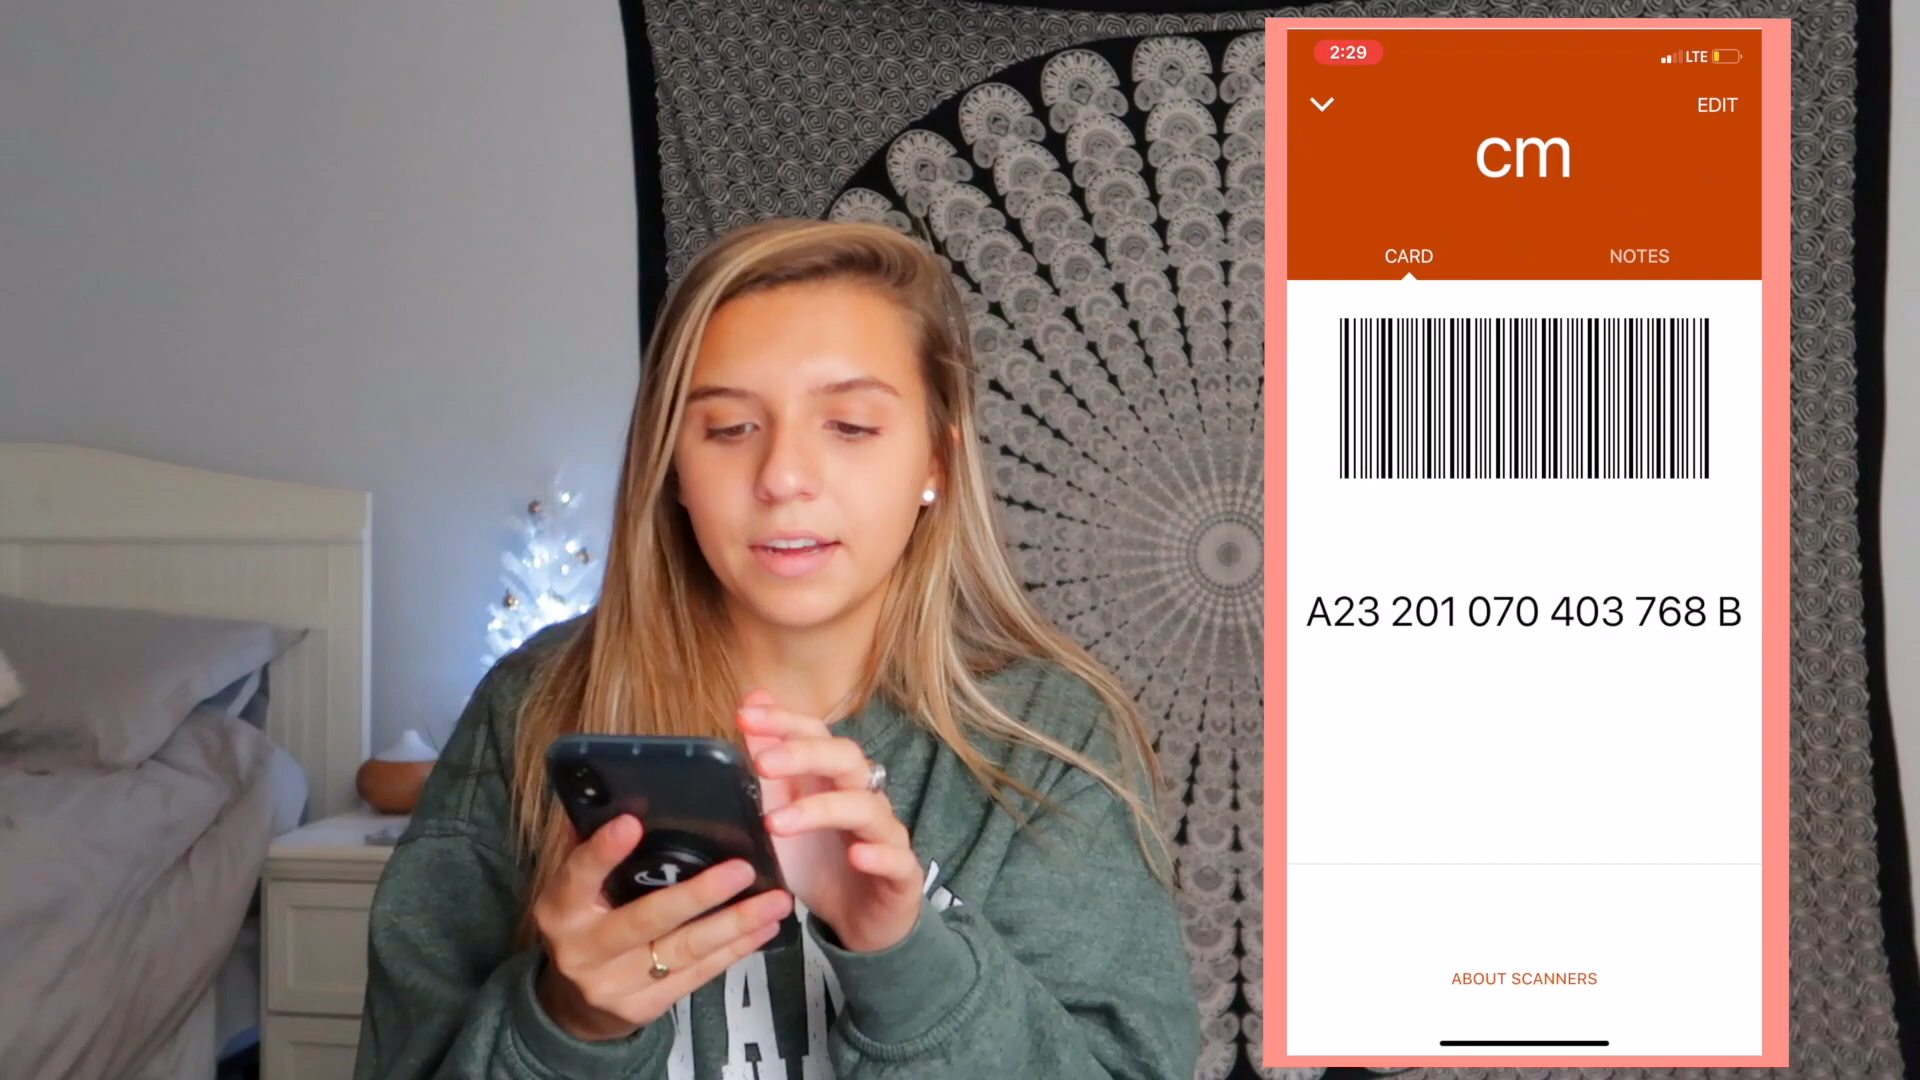 2:29
LTE
EDIT
cm
CARD
NOTES
A23 201 070 403 768 B
ABOUT SCANNERS